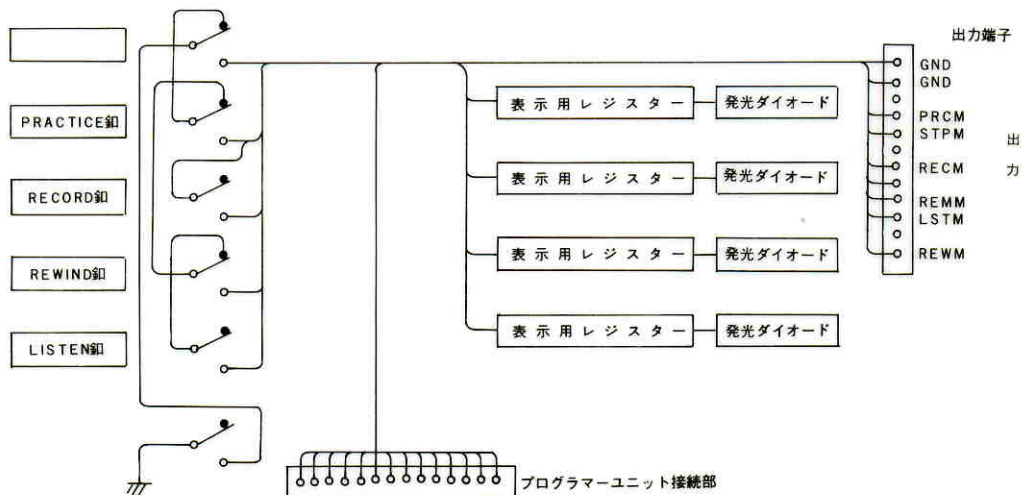 出力端子
GND
GND
PRCM
STPM
RECM
REMM
LSTM
REWM
出力
PRACTICE釦
RECORD釦
REWIND釦
LISTEN釦
表示用レジスター
発光ダイオード
表示用レジスター
発光ダイオード
表示用レジスター
発光ダイオード
表示用レジスター
発光ダイオード
プログラマーユニット接続部